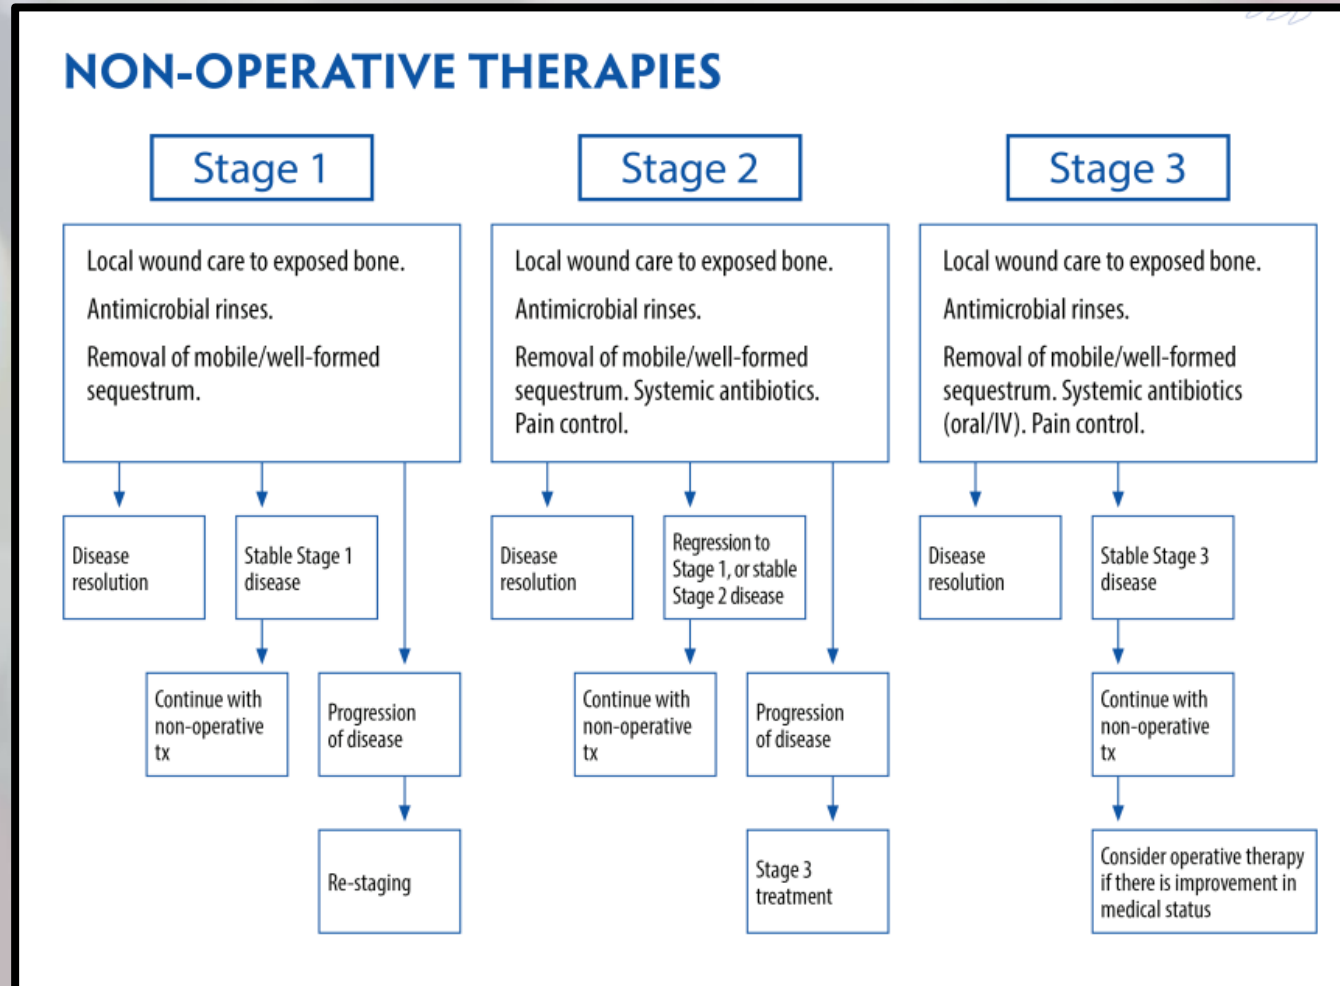 NON-OPERATIVE THERAPIES
Stage 1
Local wound care to exposed bone.
Antimicrobial rinses.
Removal of mobile/well-formed
sequestrum.
Disease
resolution
Stable Stage 1
disease
Continue with
non-operative
tx
Progression
of disease
Re-staging
Stage 2
Local wound care to exposed bone.
Antimicrobial rinses.
Removal of mobile/well-formed
sequestrum. Systemic antibiotics.
Pain control.
Disease
resolution
Regression to
Stage 1, or stable
Stage 2 disease
Continue with
non-operative
tx
Progression
of disease
Stage 3
treatment
Stage 3
Local wound care to exposed bone.
Antimicrobial rinses.
Removal of mobile/well-formed
sequestrum. Systemic antibiotics
(oral/IV). Pain control.
Disease
resolution
Stable Stage 3
disease
Continue with
non-operative
tx
Consider operative therapy
if there is improvement in
medical status